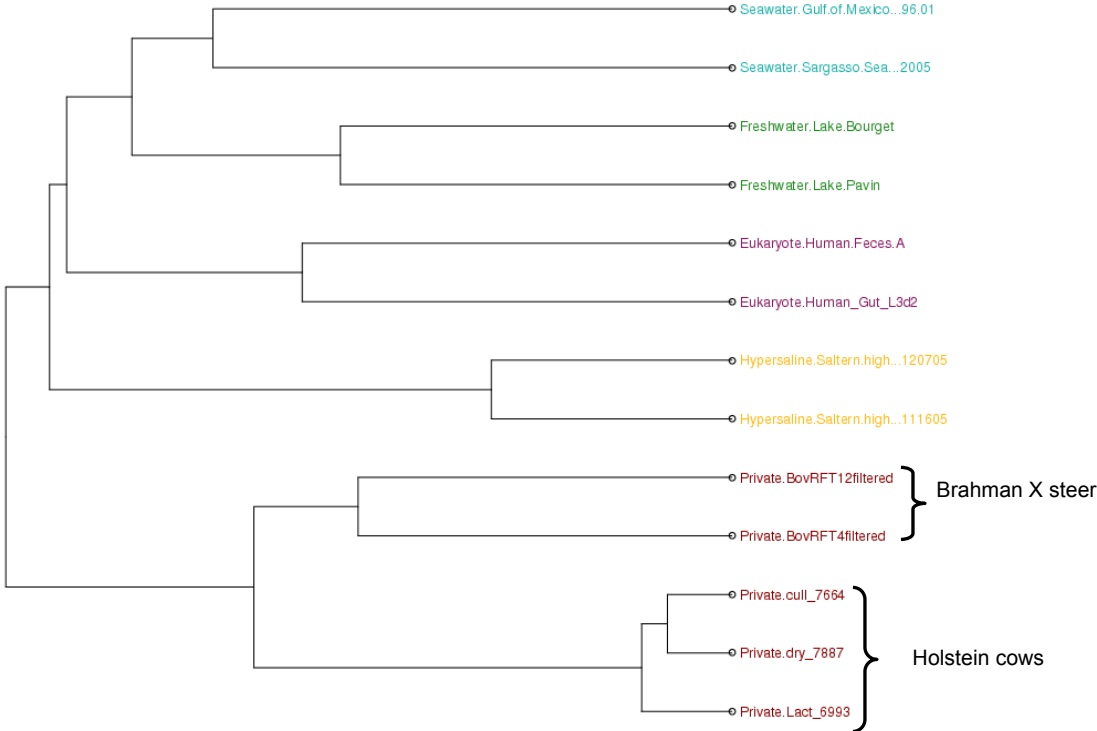 Seawater.Gulf.of.Mexico...96.01
Seawater.Sargasso.Sea...2005
Freshwater.Lake.Bourget
Freshwater.Lake.Pavin
Eukaryote.Human.Feces.A
Eukaryote.Human_Gut_L3d2
Hypersaline.Saltern.high...120705
Hypersaline.Saltern.high...111605
Private.BovRFT12filtered
Brahman X steer
Private.BovRFT4filtered
Private.cull_7664
Private.dry_7887
Holstein cows
Private.Lact_6993